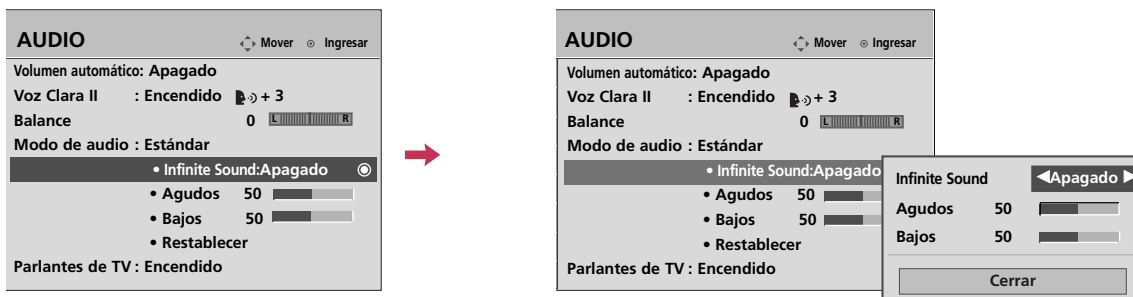 AUDIO
Mover Ingresar
Volumen automático: Apagado
Voz Clara II : Encendido + 3
Balance 0 L R
Modo de audio : Estándar
• Infinite Sound:Apagado
• Agudos 50
• Bajos 50
• Restablecer
Parlantes de TV : Encendido
AUDIO
Mover Ingresar
Volumen automático: Apagado
Voz Clara II : Encendido + 3
Balance 0 L R
Modo de audio : Estándar
• Infinite Sound:Apagado
• Agudos 50
• Bajos 50
• Restablecer
Parlantes de TV : Encendido
Infinite Sound ◀Apagado ▶
Agudos 50
Bajos 50
Cerrar